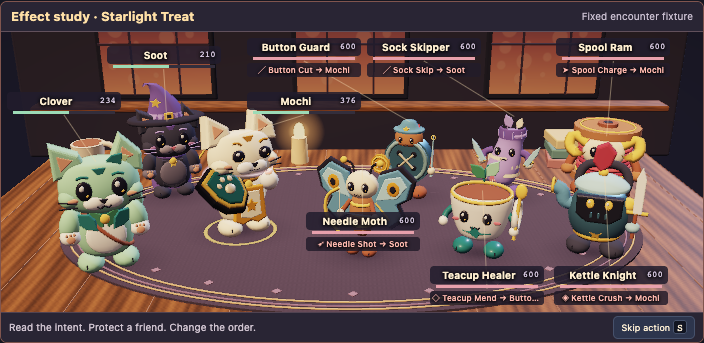 Effect study · Starlight Treat
Fixed encounter fixture
Soot 210
Button Guard 600
Button Cut → Mochi
Sock Skipper 600
Sock Skip → Soot
Spool Ram 600
Spool Charge → Mochi
Clover 234
Mochi 376
Needle Moth 600
Needle Shot → Soot
Teacup Healer 600
Teacup Mend → Butto...
Kettle Knight 600
Kettle Crush → Mochi
Read the intent. Protect a friend. Change the order.
Skip action S